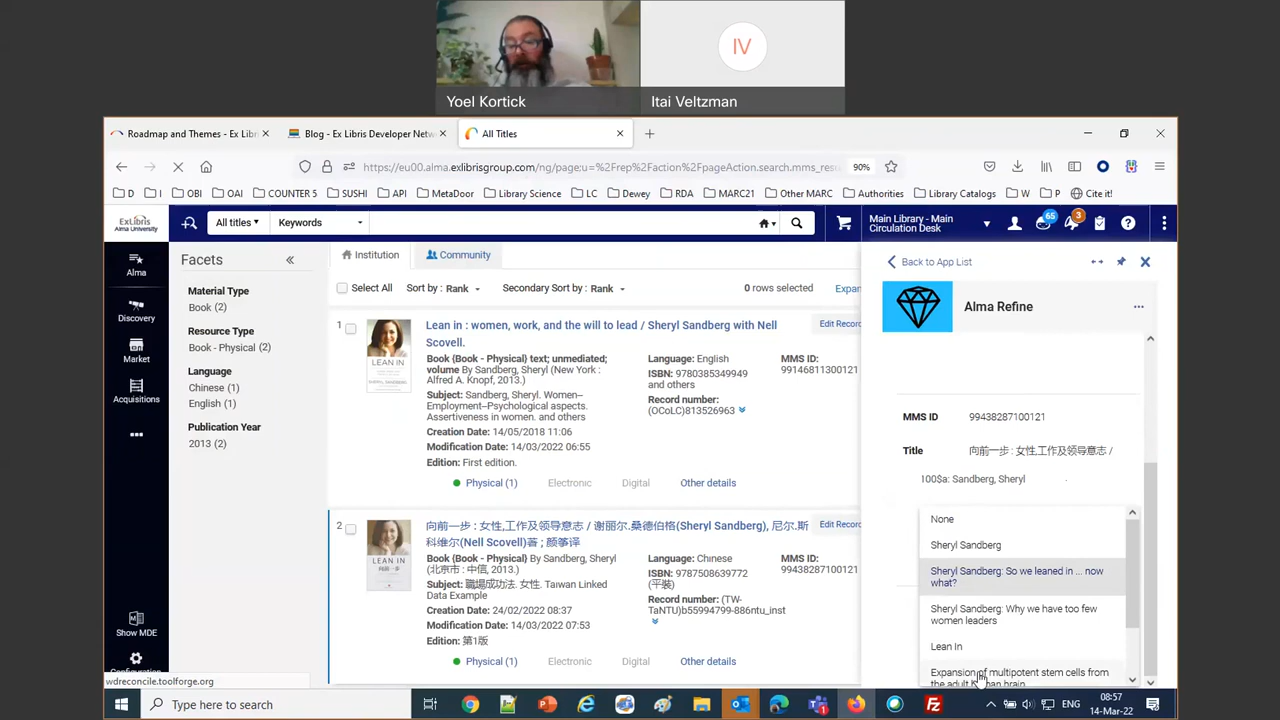 IV
Yoel Kortick
Itai Veltzman
Roadmap and Themes - Ex Libri
Blog - Ex Libris Developer Netw
All Titles
https://eu00.alma.exlibrisgroup.com/ng/page;u=%2Frep%2Faction%2FpageAction.search.mms_resu
90%
D
I
OBI
OAI
COUNTER 5
SUSHI
API
MetaDoor
Library Science
LC
Dewey
RDA
MARC21
Other MARC
Authorities
Library Catalogs
W
P
Cite it!
ExLibris
Alma University
All titles
Keywords
Main Library - Main
Circulation Desk
65
3
Alma
Discovery
Market
Acquisitions
Show MDE
Configuration
Facets
Material Type
Book (2)
Resource Type
Book - Physical (2)
Language
Chinese (1)
English (1)
Publication Year
2013 (2)
Institution
Community
Select All
Sort by : Rank
Secondary Sort by : Rank
0 rows selected
Expan
1
LEAN IN
SHERYL SANDBERG
Lean in : women, work, and the will to lead / Sheryl Sandberg with Nell
Scovell.
Book {Book - Physical} text; unmediated;
volume By Sandberg, Sheryl (New York :
Alfred A. Knopf, 2013.)
Subject: Sandberg, Sheryl. Women--
Employment--Psychological aspects.
Assertiveness in women. and others
Creation Date: 14/05/2018 11:06
Modification Date: 14/03/2022 06:55
Edition: First edition.
Language: English
ISBN: 9780385349949
and others
Record number:
(OCoLC)813526963
MMS ID:
99146811300121
Edit Record
Physical (1)
Electronic
Digital
Other details
2
LEAN IN
向前一步 : 女性,工作及领导意志 / 谢丽尔.桑德伯格(Sheryl Sandberg), 尼尔.斯
科维尔(Nell Scovell)著 ; 颜筝译
Book {Book - Physical} By Sandberg, Sheryl
(北京市 : 中信, 2013.)
Subject: 職場成功法. 女性. Taiwan Linked
Data Example
Creation Date: 24/02/2022 08:37
Modification Date: 14/03/2022 07:53
Edition: 第1版
Language: Chinese
ISBN: 9787508639772
(平裝)
Record number: (TW-
TaNTU)b55994799-886ntu_inst
MMS ID:
99438287100121
Edit Record
Physical (1)
Electronic
Digital
Other details
Back to App List
Alma Refine
MMS ID
99438287100121
Title
向前一步 : 女性,工作及领导意志 /
100$a: Sandberg, Sheryl
None
Sheryl Sandberg
Sheryl Sandberg: So we leaned in ... now
what?
Sheryl Sandberg: Why we have too few
women leaders
Lean In
Expansion of multipotent stem cells from
the adult human brain
wdreconcile.toolforge.org
Type here to search
ENG
08:57
14-Mar-22